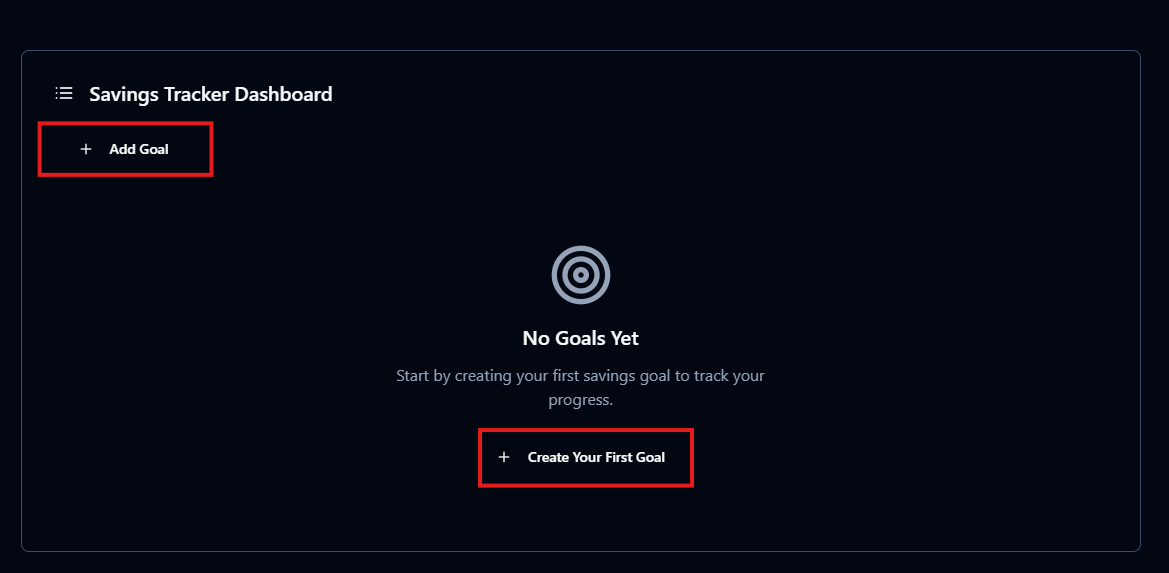 Savings Tracker Dashboard
+ Add Goal
No Goals Yet
Start by creating your first savings goal to track your
progress.
+ Create Your First Goal